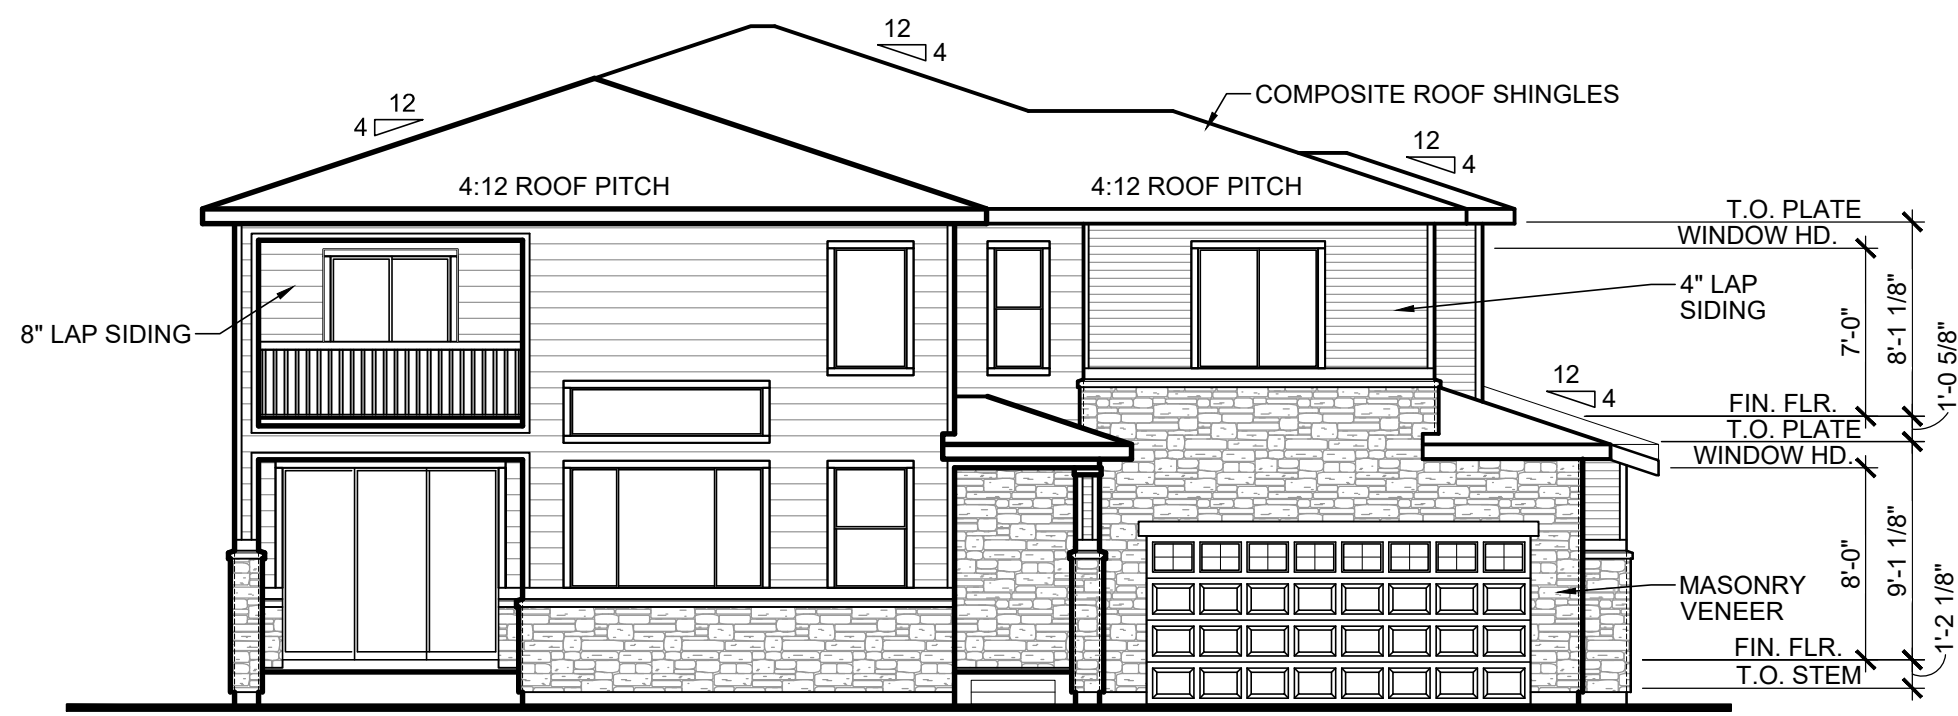 12
4
12
4
COMPOSITE ROOF SHINGLES
12
4
4:12 ROOF PITCH
4:12 ROOF PITCH
T.O. PLATE
WINDOW HD.
8" LAP SIDING
4" LAP
SIDING
7'-0"
8'-1 1/8"
1'-0 5/8"
12
4
FIN. FLR.
T.O. PLATE
WINDOW HD.
8'-0"
9'-1 1/8"
MASONRY
VENEER
1'-2 1/8"
FIN. FLR.
T.O. STEM